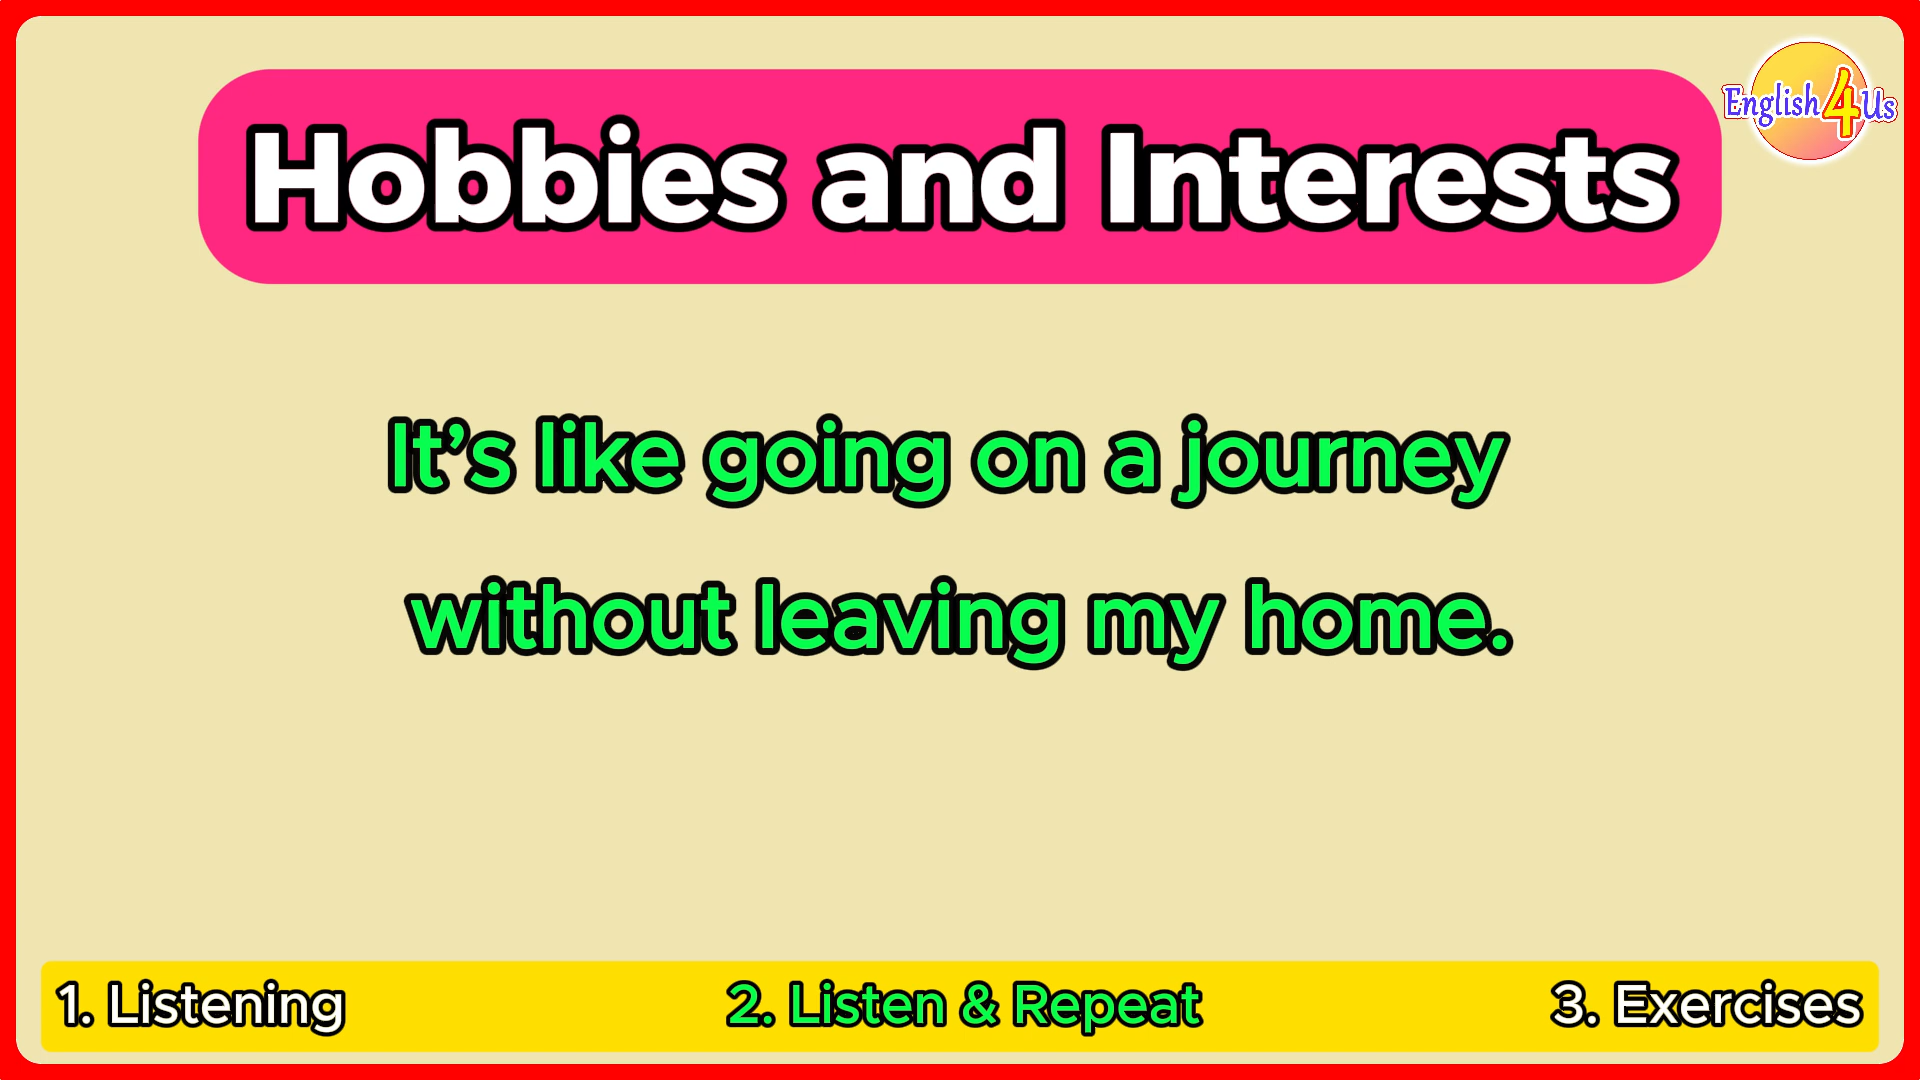 English4Us
Hobbies and Interests
It’s like going on a journey
without leaving my home.
1. Listening
2. Listen & Repeat
3. Exercises